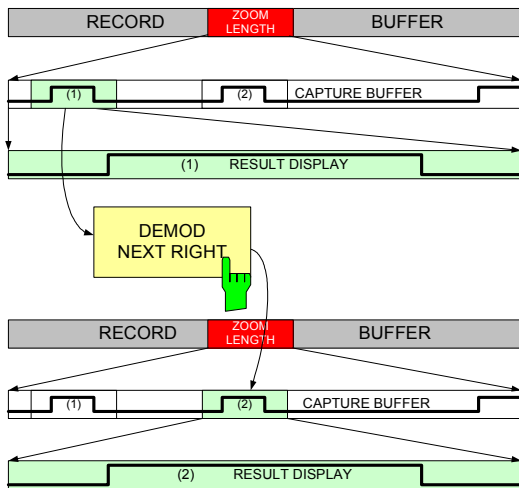 RECORD ZOOM LENGTH BUFFER
(1) (2) CAPTURE BUFFER
(1) RESULT DISPLAY
DEMOD
NEXT RIGHT
RECORD ZOOM LENGTH BUFFER
(1) (2) CAPTURE BUFFER
(2) RESULT DISPLAY